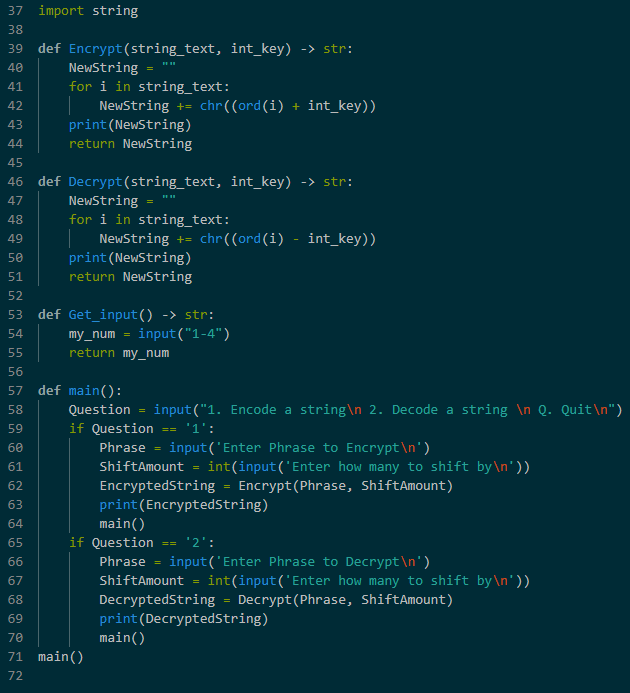 37 import string
38
39 def Encrypt(string_text, int_key) -> str:
40     NewString = ""
41     for i in string_text:
42         NewString += chr((ord(i) + int_key))
43     print(NewString)
44     return NewString
45
46 def Decrypt(string_text, int_key) -> str:
47     NewString = ""
48     for i in string_text:
49         NewString += chr((ord(i) - int_key))
50     print(NewString)
51     return NewString
52
53 def Get_input() -> str:
54     my_num = input("1-4")
55     return my_num
56
57 def main():
58     Question = input("1. Encode a string\n 2. Decode a string \n Q. Quit\n")
59     if Question == '1':
60         Phrase = input('Enter Phrase to Encrypt\n')
61         ShiftAmount = int(input('Enter how many to shift by\n'))
62         EncryptedString = Encrypt(Phrase, ShiftAmount)
63         print(EncryptedString)
64         main()
65     if Question == '2':
66         Phrase = input('Enter Phrase to Decrypt\n')
67         ShiftAmount = int(input('Enter how many to shift by\n'))
68         DecryptedString = Decrypt(Phrase, ShiftAmount)
69         print(DecryptedString)
70         main()
71 main()
72